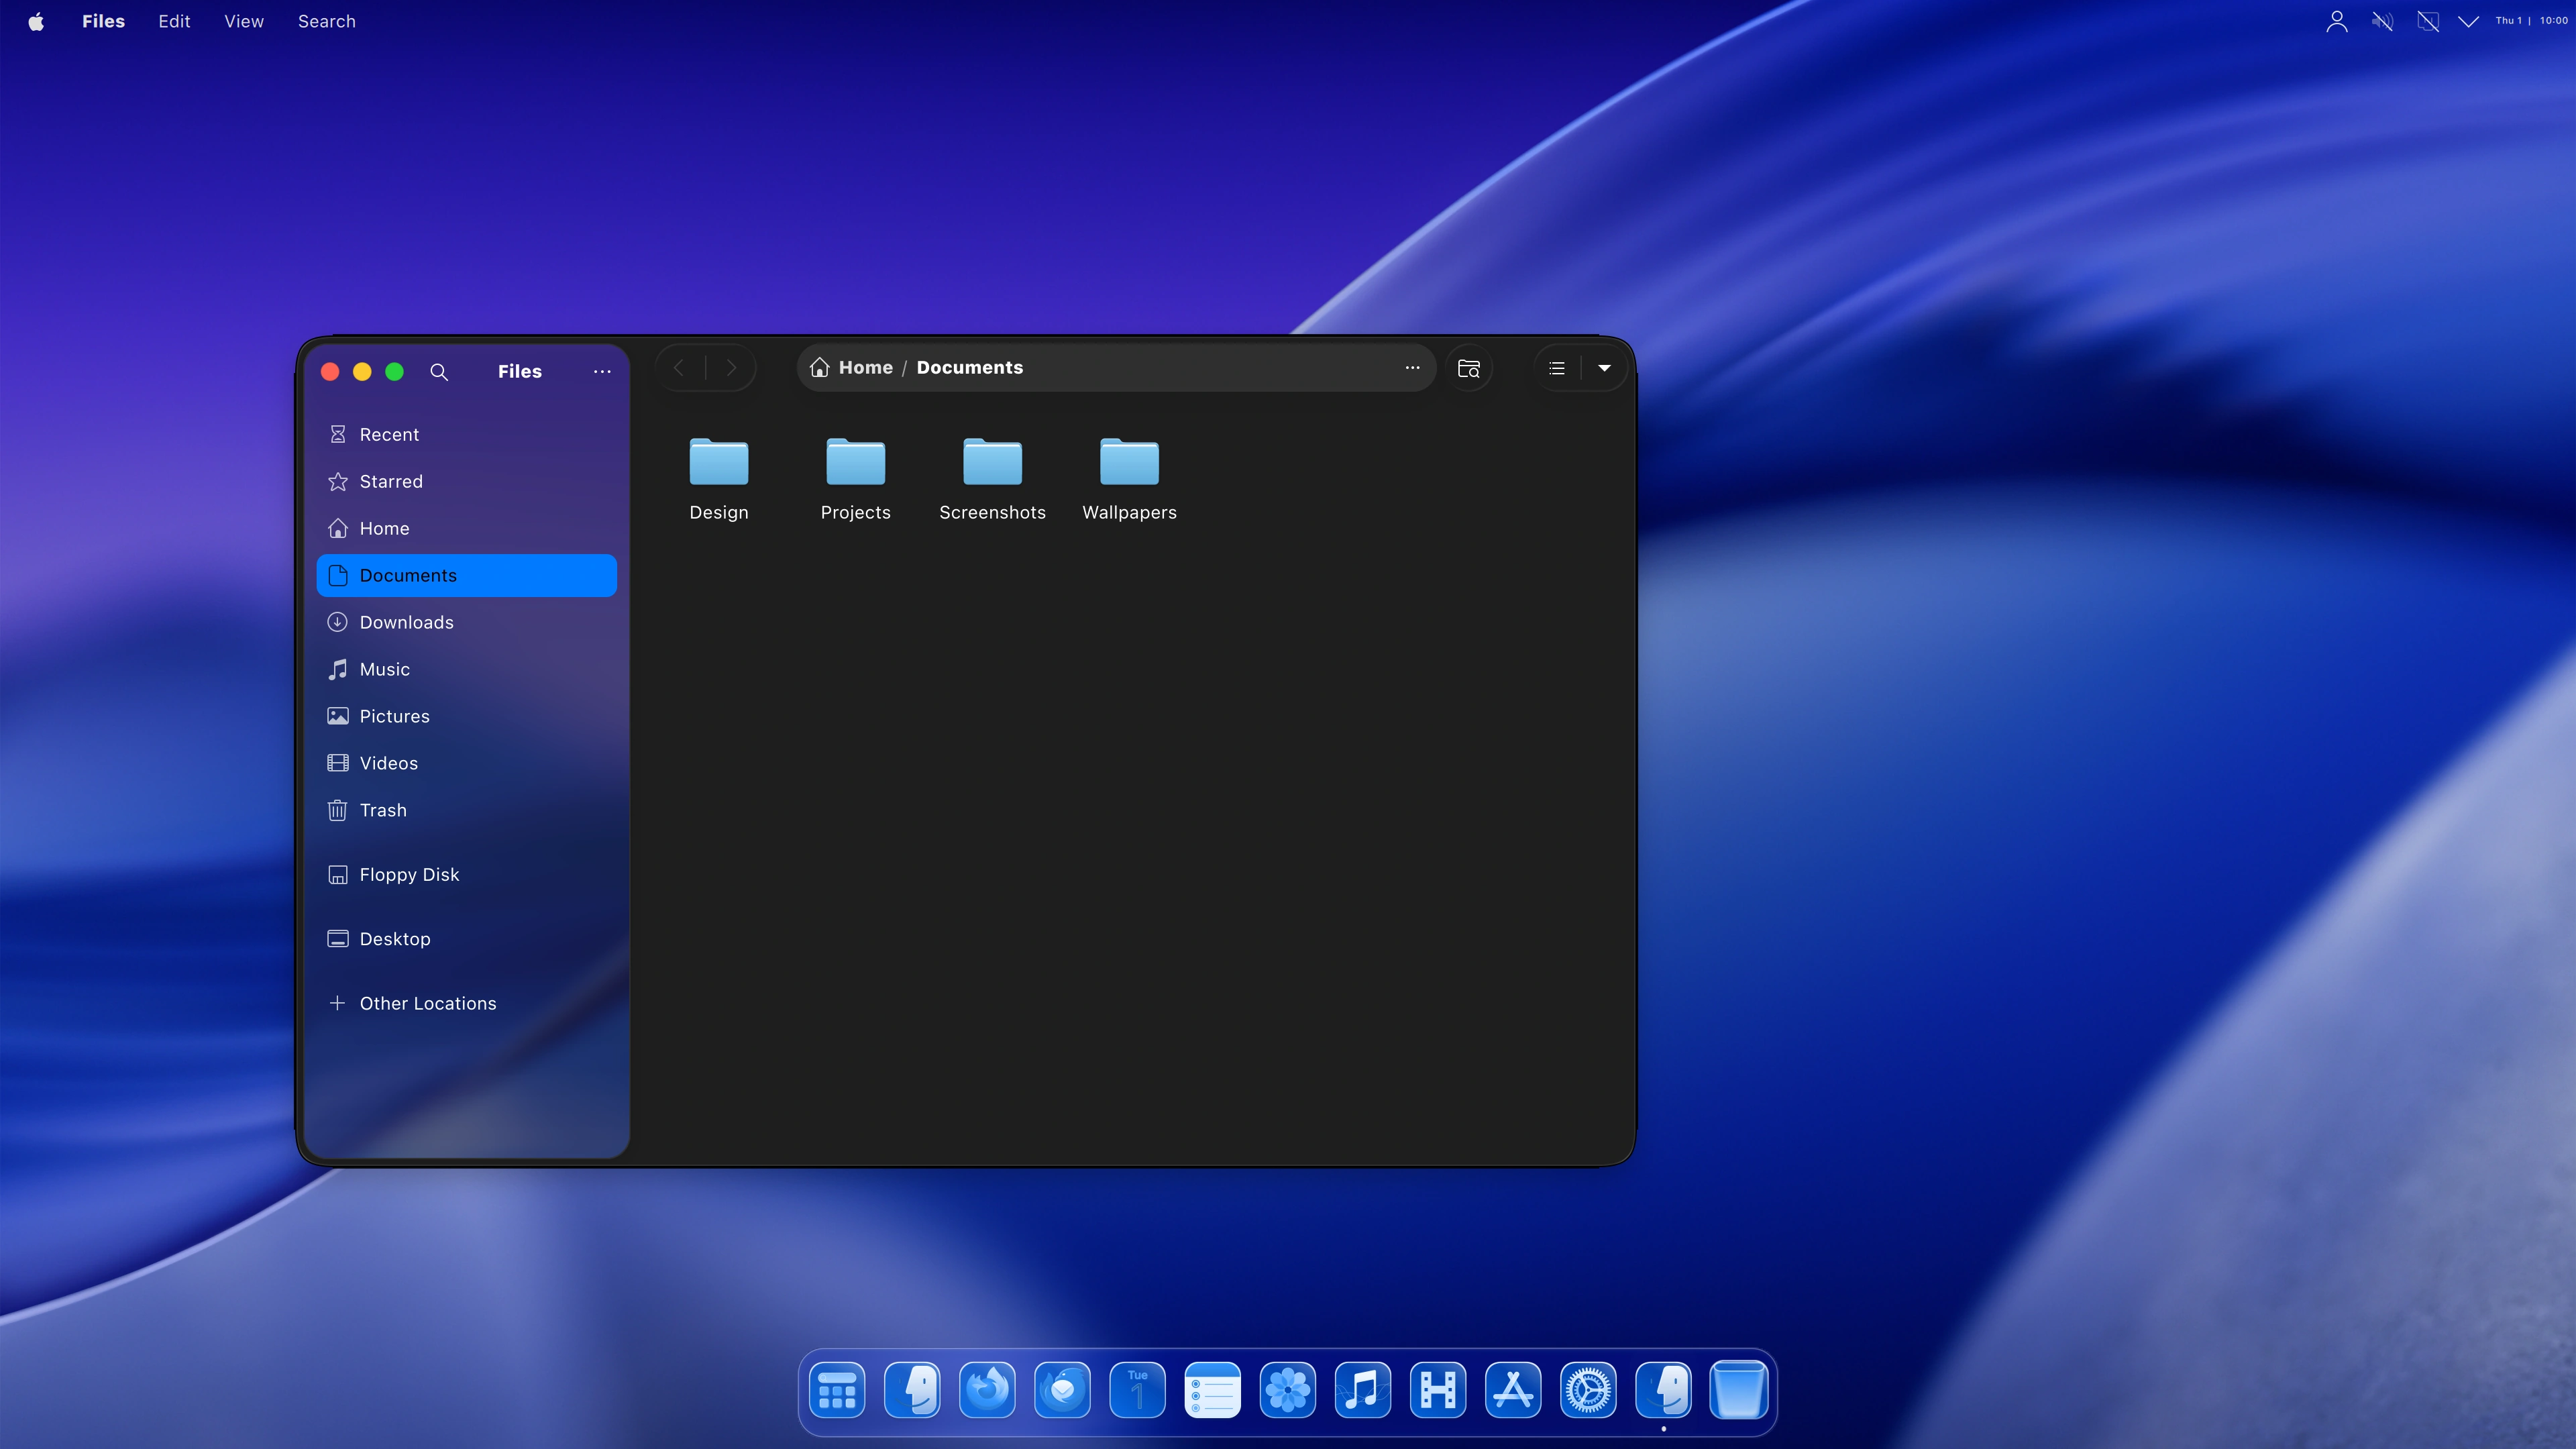 Files Edit View Search
Thu 1 | 10:00
Files
Home / Documents
Recent
Starred
Home
Documents
Downloads
Music
Pictures
Videos
Trash
Floppy Disk
Desktop
Other Locations
Design Projects Screenshots Wallpapers
Tue
1